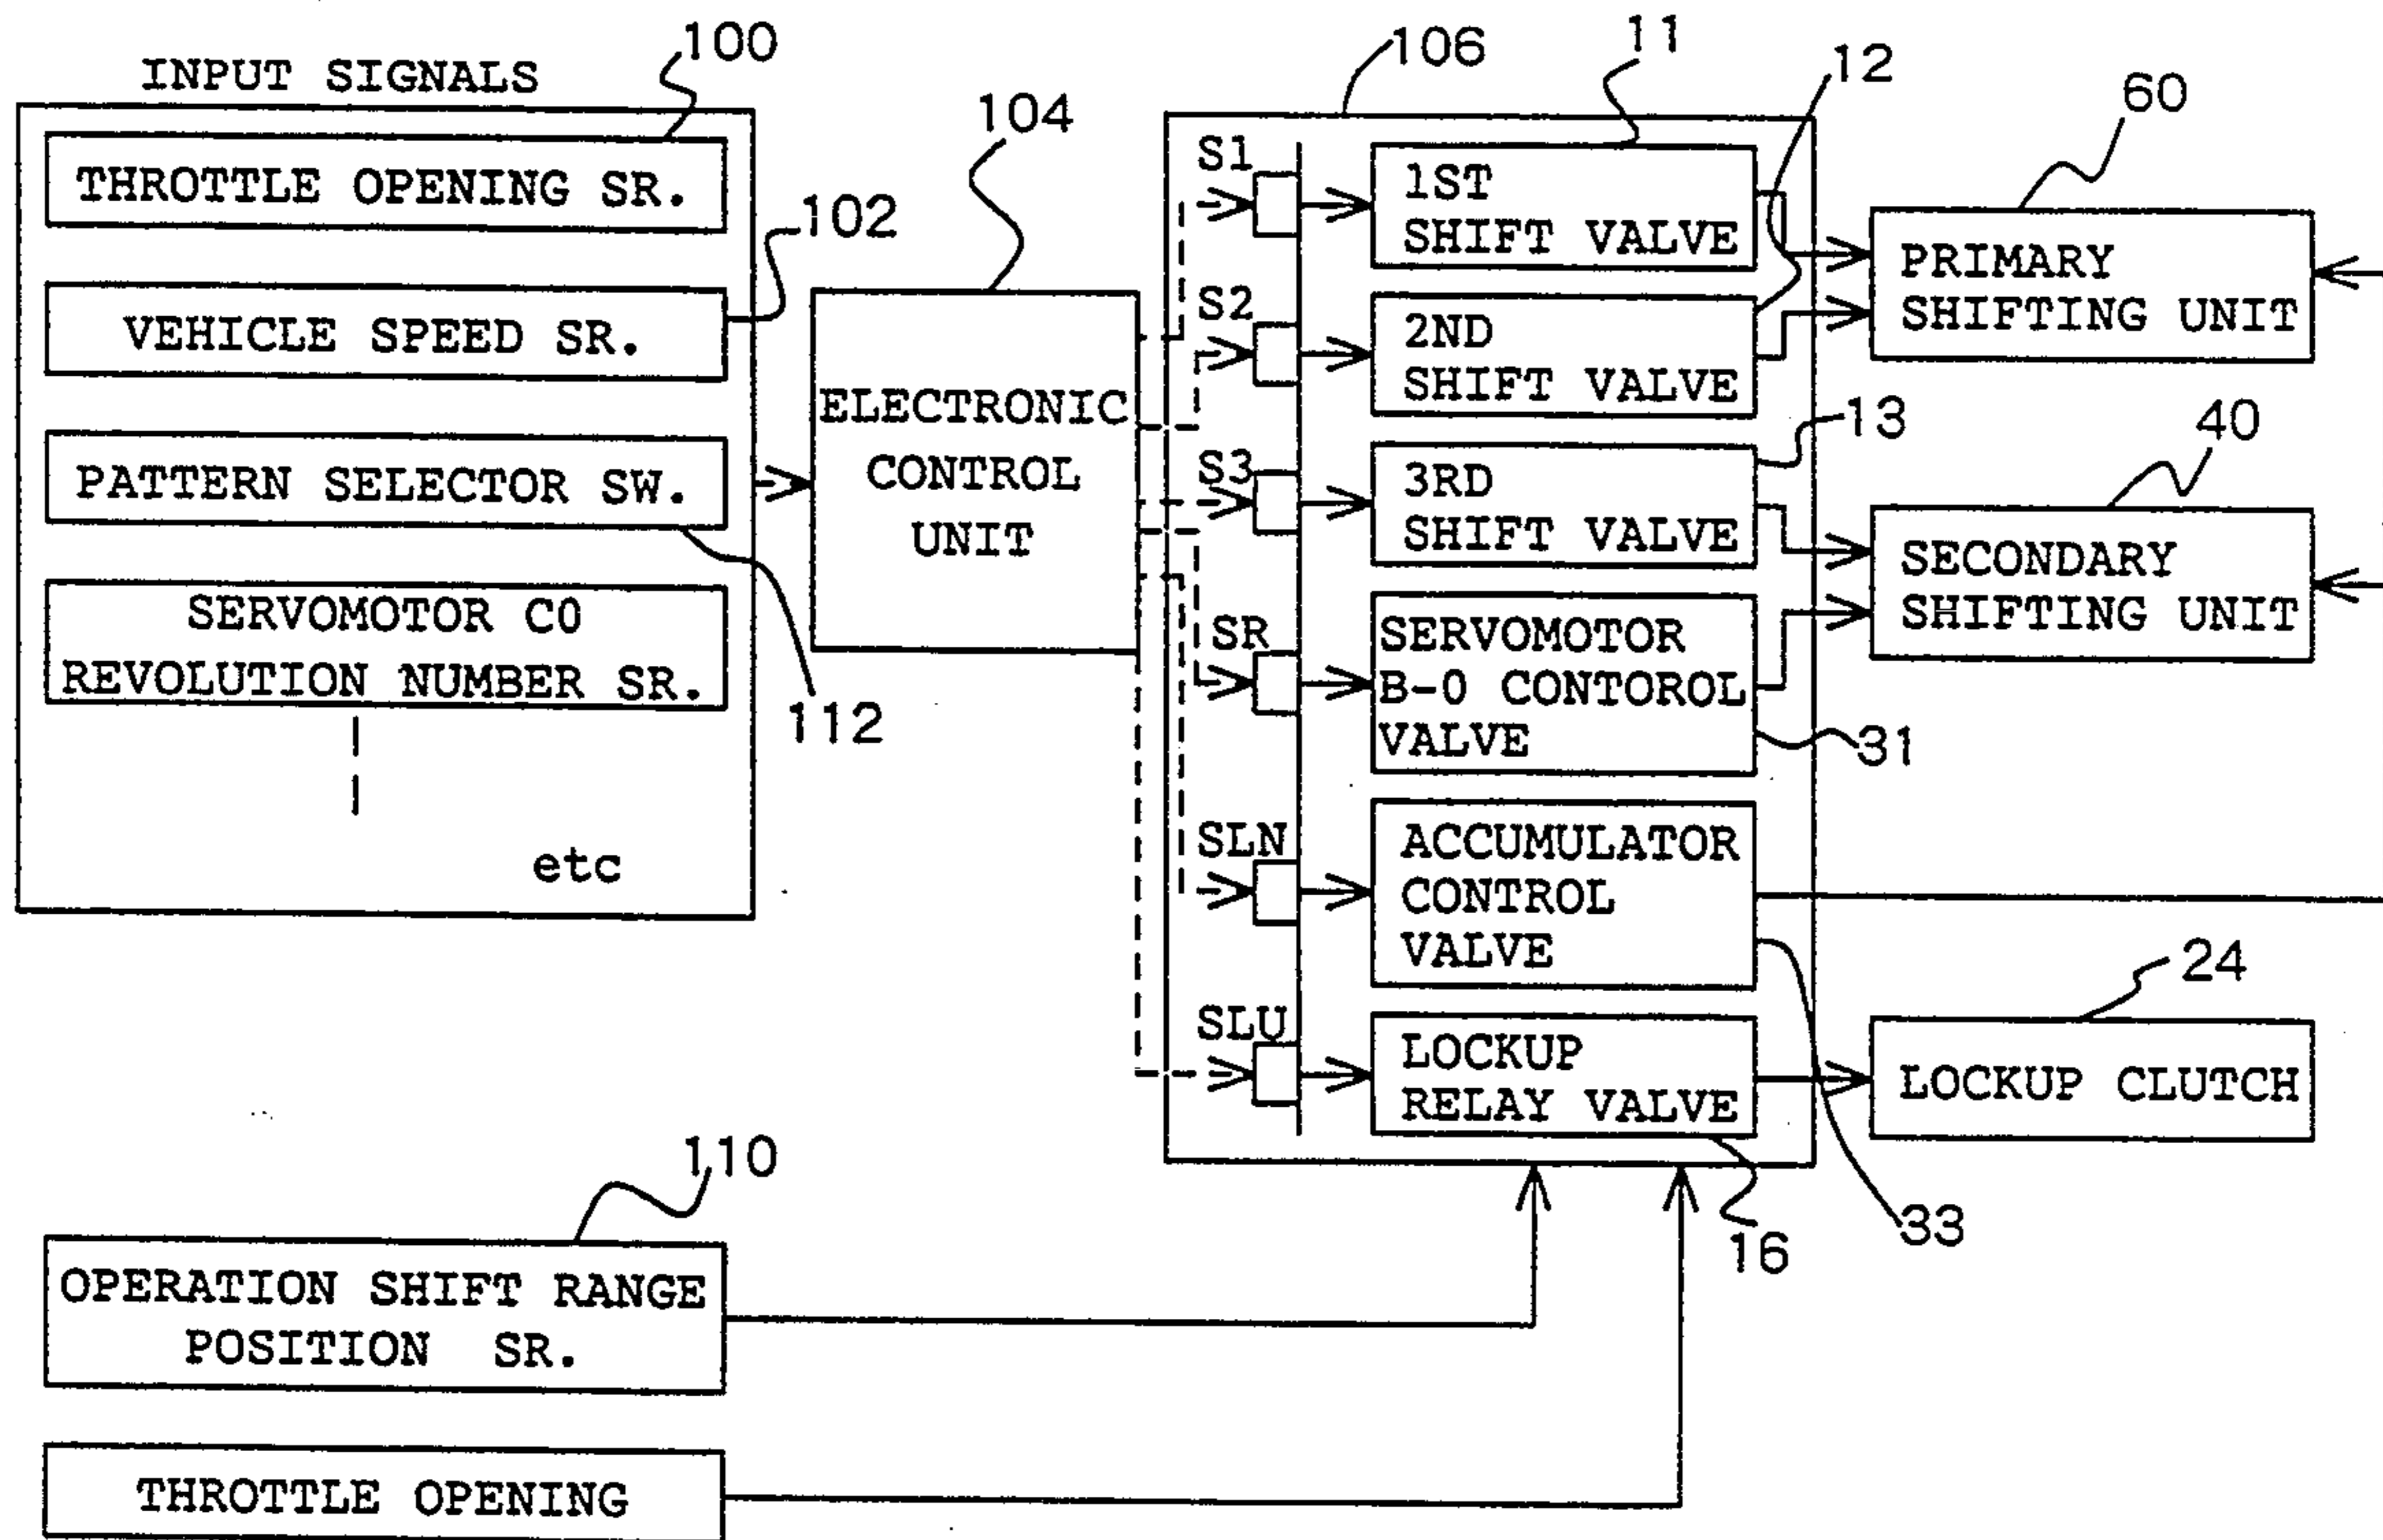 INPUT SIGNALS
100
THROTTLE OPENING SR.
102
VEHICLE SPEED SR.
PATTERN SELECTOR SW.
112
SERVOMOTOR C0
REVOLUTION NUMBER SR.
etc
104
ELECTRONIC
CONTROL
UNIT
106
11
12
S1
1ST
SHIFT VALVE
S2
2ND
SHIFT VALVE
13
S3
3RD
SHIFT VALVE
SR
SERVOMOTOR
B-0 CONTOROL
VALVE
31
SLN
ACCUMULATOR
CONTROL
VALVE
33
SLU
LOCKUP
RELAY VALVE
16
60
PRIMARY
SHIFTING UNIT
40
SECONDARY
SHIFTING UNIT
24
LOCKUP CLUTCH
110
OPERATION SHIFT RANGE
POSITION SR.
THROTTLE OPENING